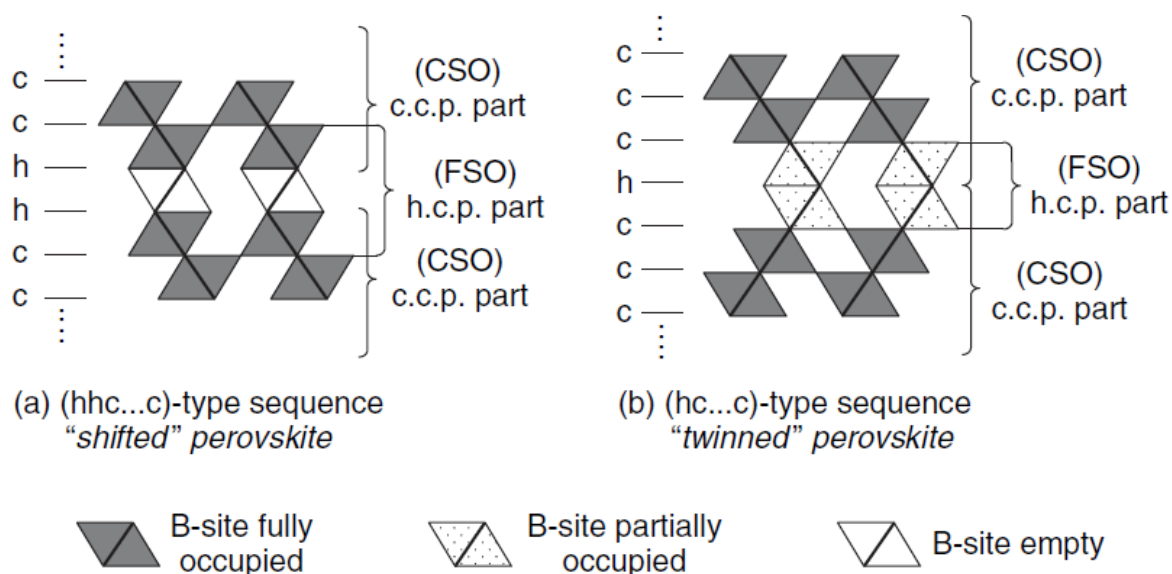 c
c
h
h
c
c
(CSO)
c.c.p. part
(FSO)
h.c.p. part
(CSO)
c.c.p. part
(a) (hhc...c)-type sequence
“shifted” perovskite
c
c
c
h
c
c
c
(CSO)
c.c.p. part
(FSO)
h.c.p. part
(CSO)
c.c.p. part
(b) (hc...c)-type sequence
“twinned” perovskite
B-site fully
occupied
B-site partially
occupied
B-site empty